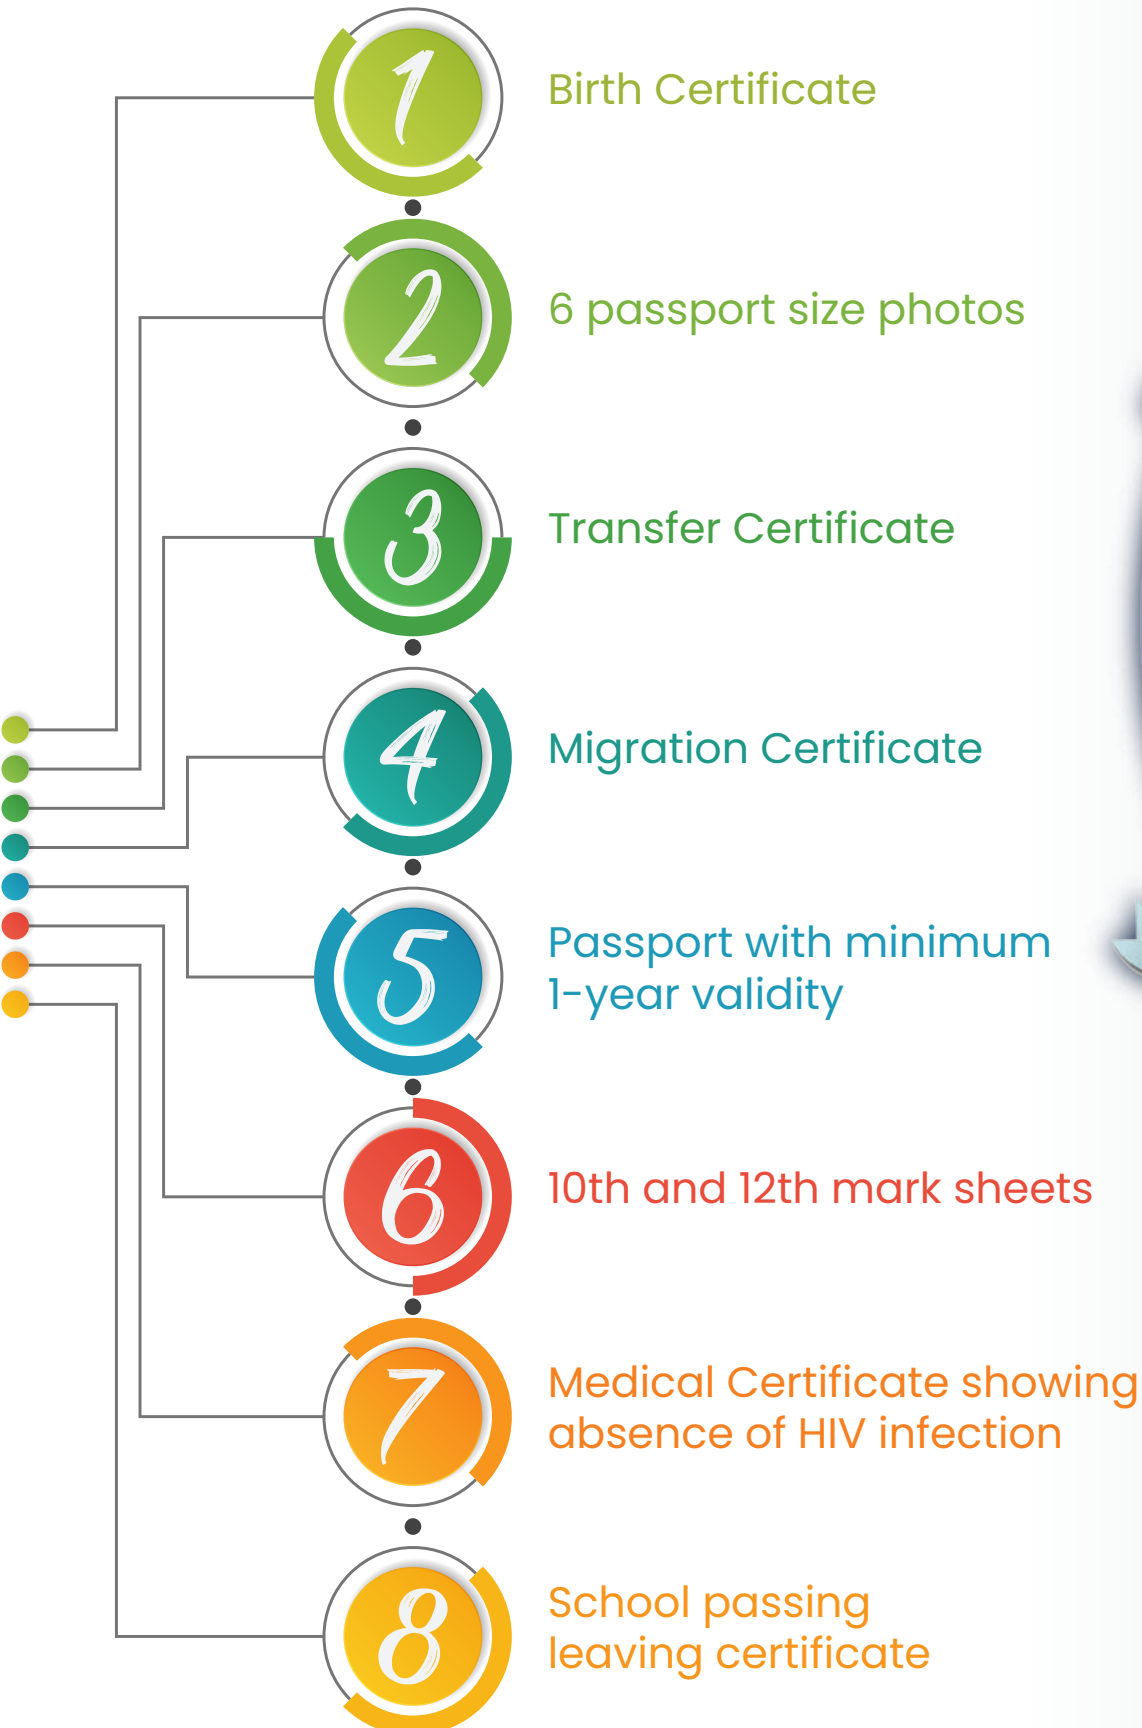 1
Birth Certificate
2
6 passport size photos
3
Transfer Certificate
4
Migration Certificate
5
Passport with minimum
1-year validity
6
10th and 12th mark sheets
7
Medical Certificate showing
absence of HIV infection
8
School passing
leaving certificate